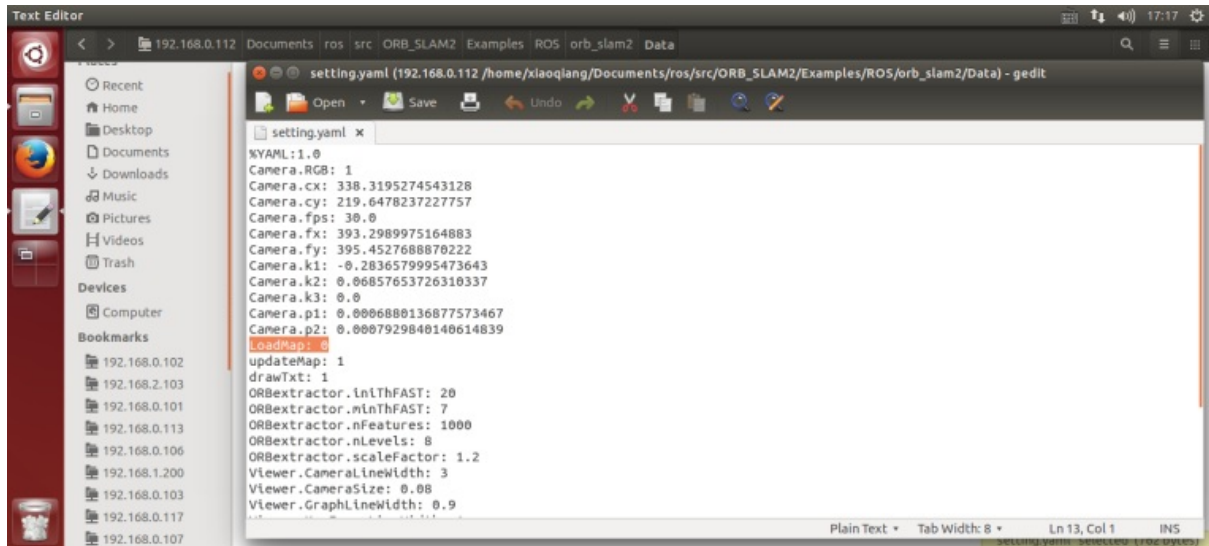 Text Editor
17:17
192.168.0.112 Documents ros src ORB_SLAM2 Examples ROS orb_slam2 Data
Recent
Home
Desktop
Documents
Downloads
Music
Pictures
Videos
Trash
Devices
Computer
Bookmarks
192.168.0.102
192.168.2.103
192.168.0.101
192.168.0.113
192.168.0.106
192.168.1.200
192.168.0.103
192.168.0.117
192.168.0.107
setting.yaml (192.168.0.112 /home/xiaoqiang/Documents/ros/src/ORB_SLAM2/Examples/ROS/orb_slam2/Data) - gedit
Open Save Undo
setting.yaml ×
%YAML:1.0
Camera.RGB: 1
Camera.cx: 338.3195274543128
Camera.cy: 219.6478237227757
Camera.fps: 30.0
Camera.fx: 393.2989975164883
Camera.fy: 395.4527688870222
Camera.k1: -0.2836579995473643
Camera.k2: 0.06857653726310337
Camera.k3: 0.0
Camera.p1: 0.0006880136877573467
Camera.p2: 0.0007929840140614839
LoadMap: 0
updateMap: 1
drawTxt: 1
ORBextractor.iniThFAST: 20
ORBextractor.minThFAST: 7
ORBextractor.nFeatures: 1000
ORBextractor.nLevels: 8
ORBextractor.scaleFactor: 1.2
Viewer.CameraLineWidth: 3
Viewer.CameraSize: 0.08
Viewer.GraphLineWidth: 0.9
Plain Text Tab Width: 8 Ln 13, Col 1 INS